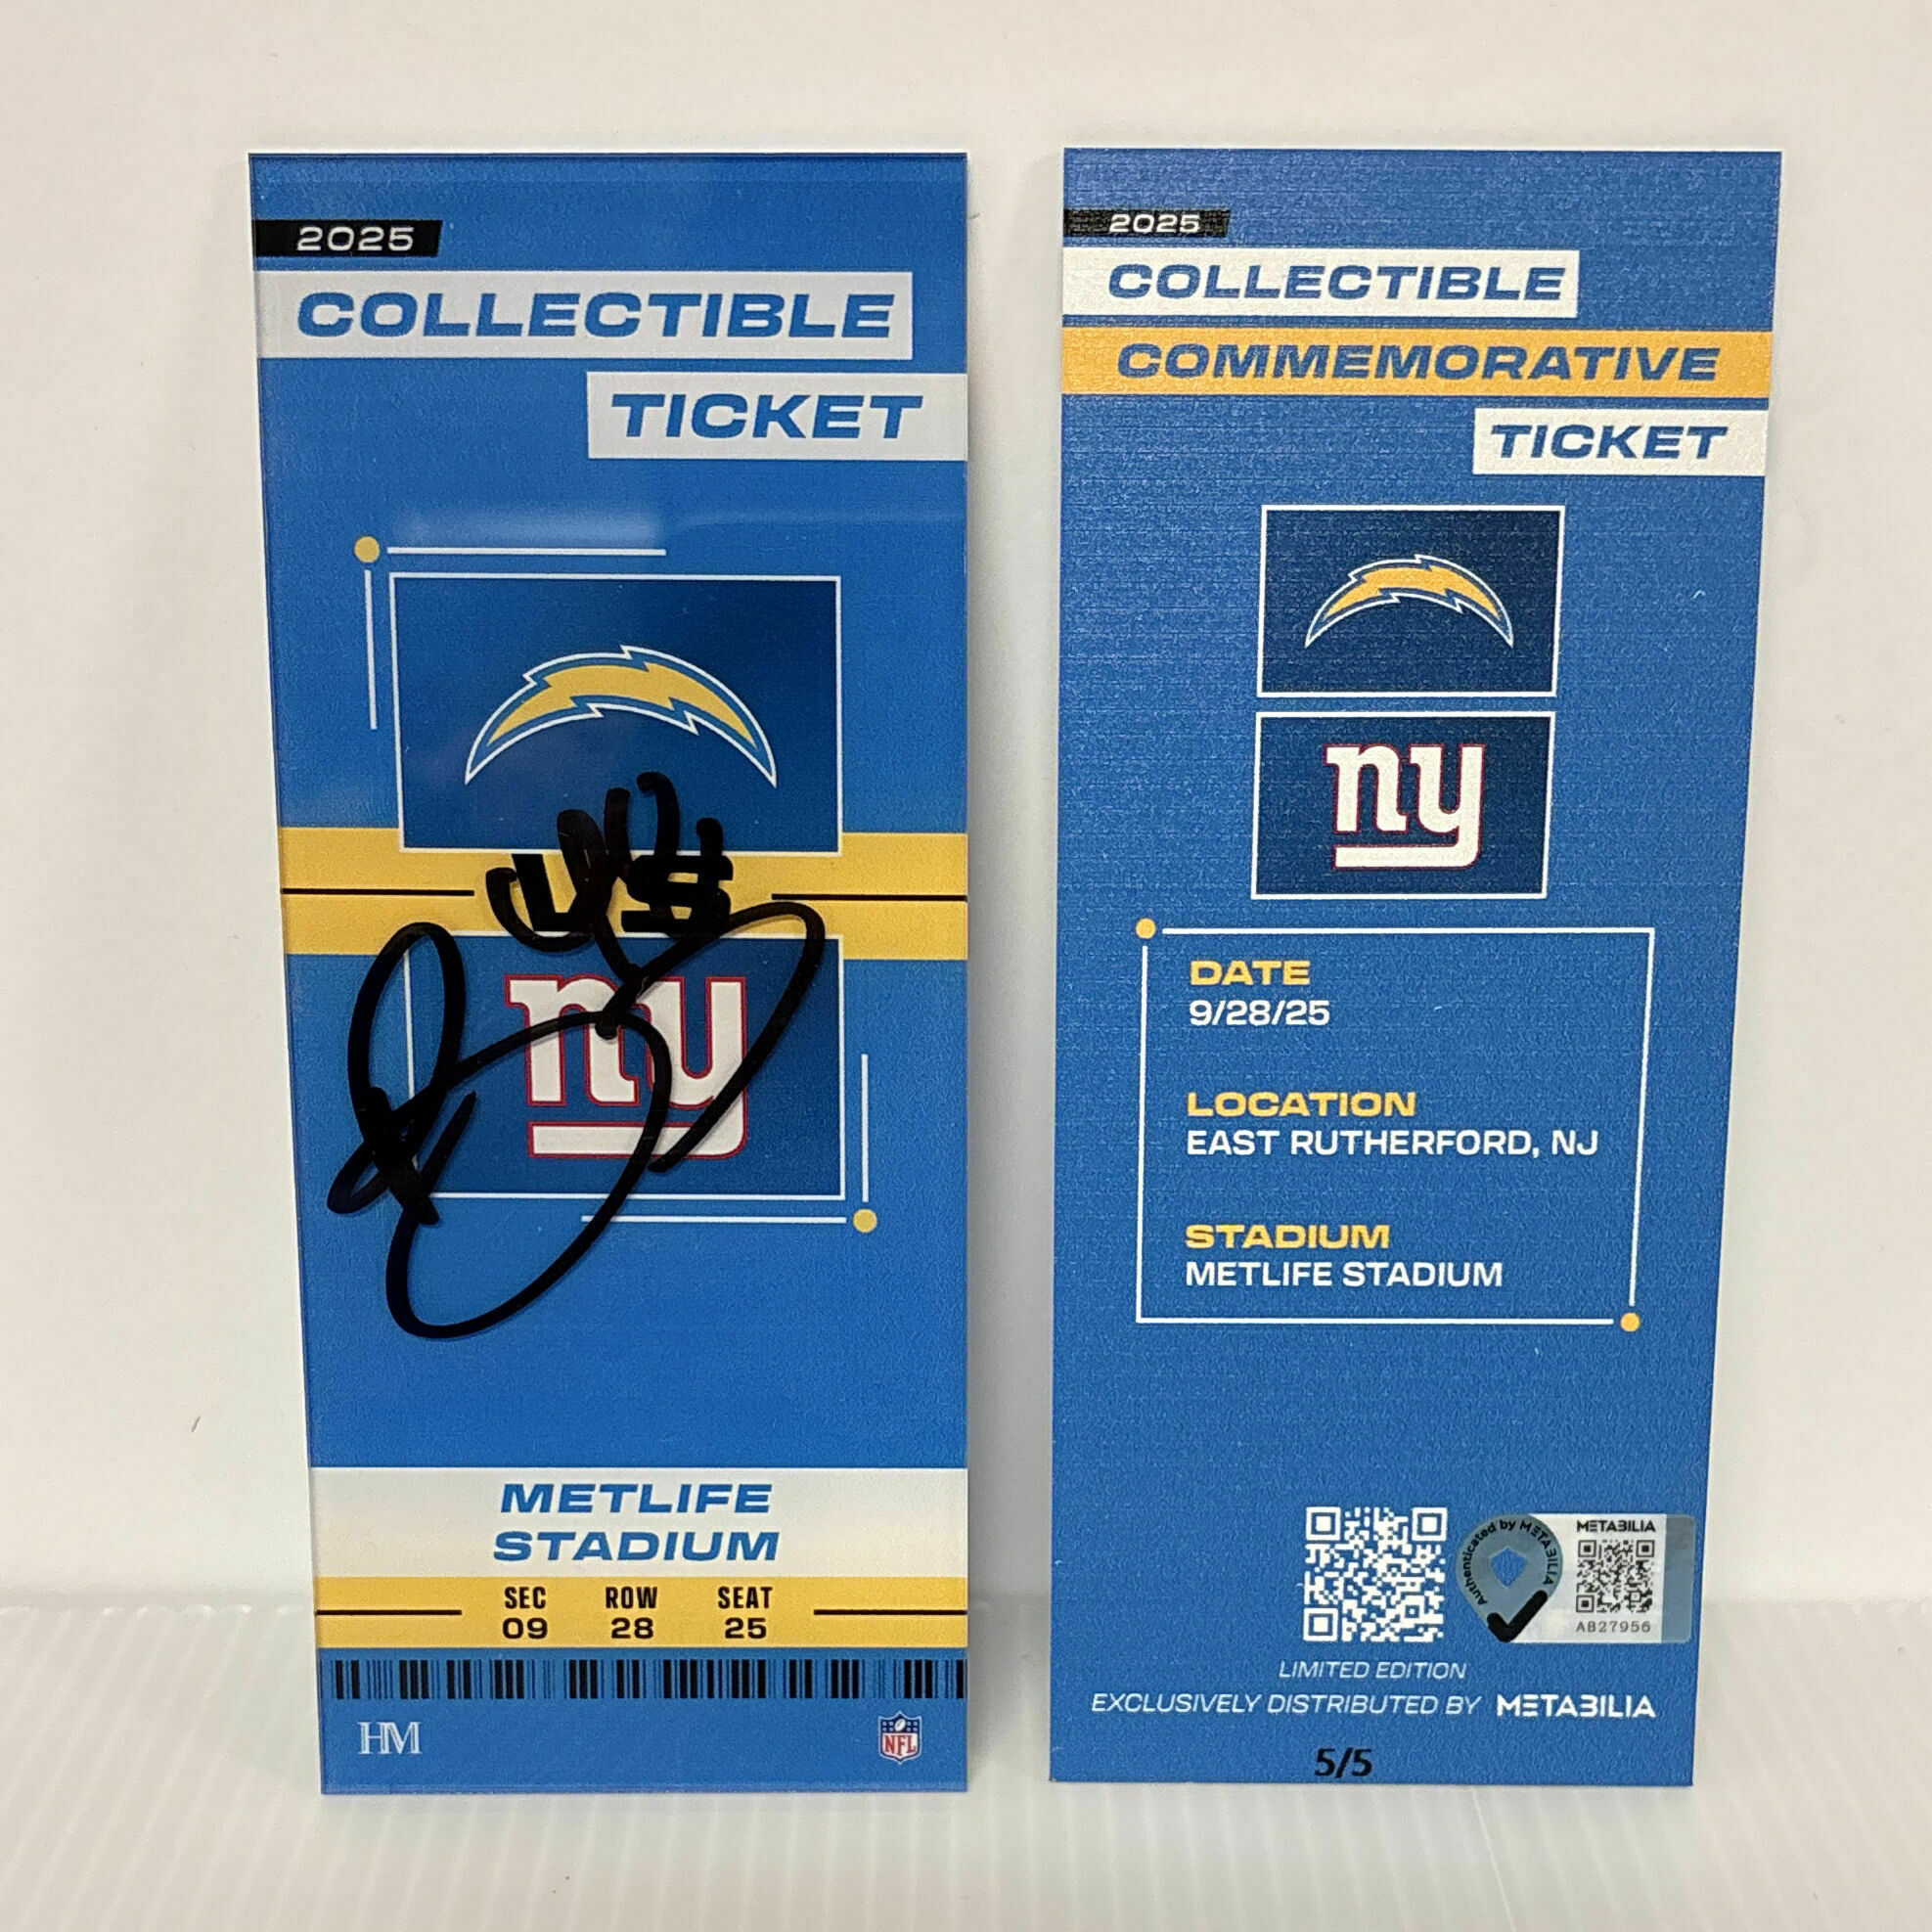 2025
COLLECTIBLE
TICKET
VS
ny
METLIFE
STADIUM
SEC ROW SEAT
09 28 25
HM
NFL
2025
COLLECTIBLE
COMMEMORATIVE
TICKET
ny
DATE
9/28/25
LOCATION
EAST RUTHERFORD, NJ
STADIUM
METLIFE STADIUM
Authenticated by METABILIA
METABILIA
AB27956
LIMITED EDITION
EXCLUSIVELY DISTRIBUTED BY METABILIA
5/5